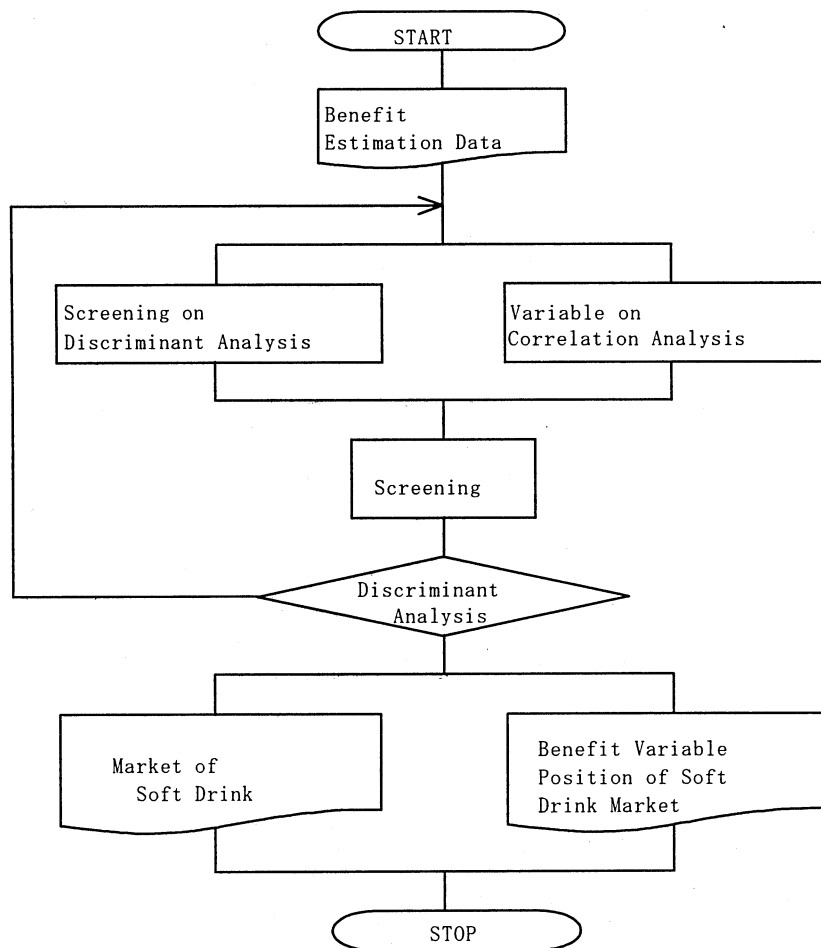 START
Benefit
Estimation Data
Screening on
Discriminant Analysis
Variable on
Correlation Analysis
Screening
Discriminant
Analysis
Market of
Soft Drink
Benefit Variable
Position of Soft
Drink Market
STOP